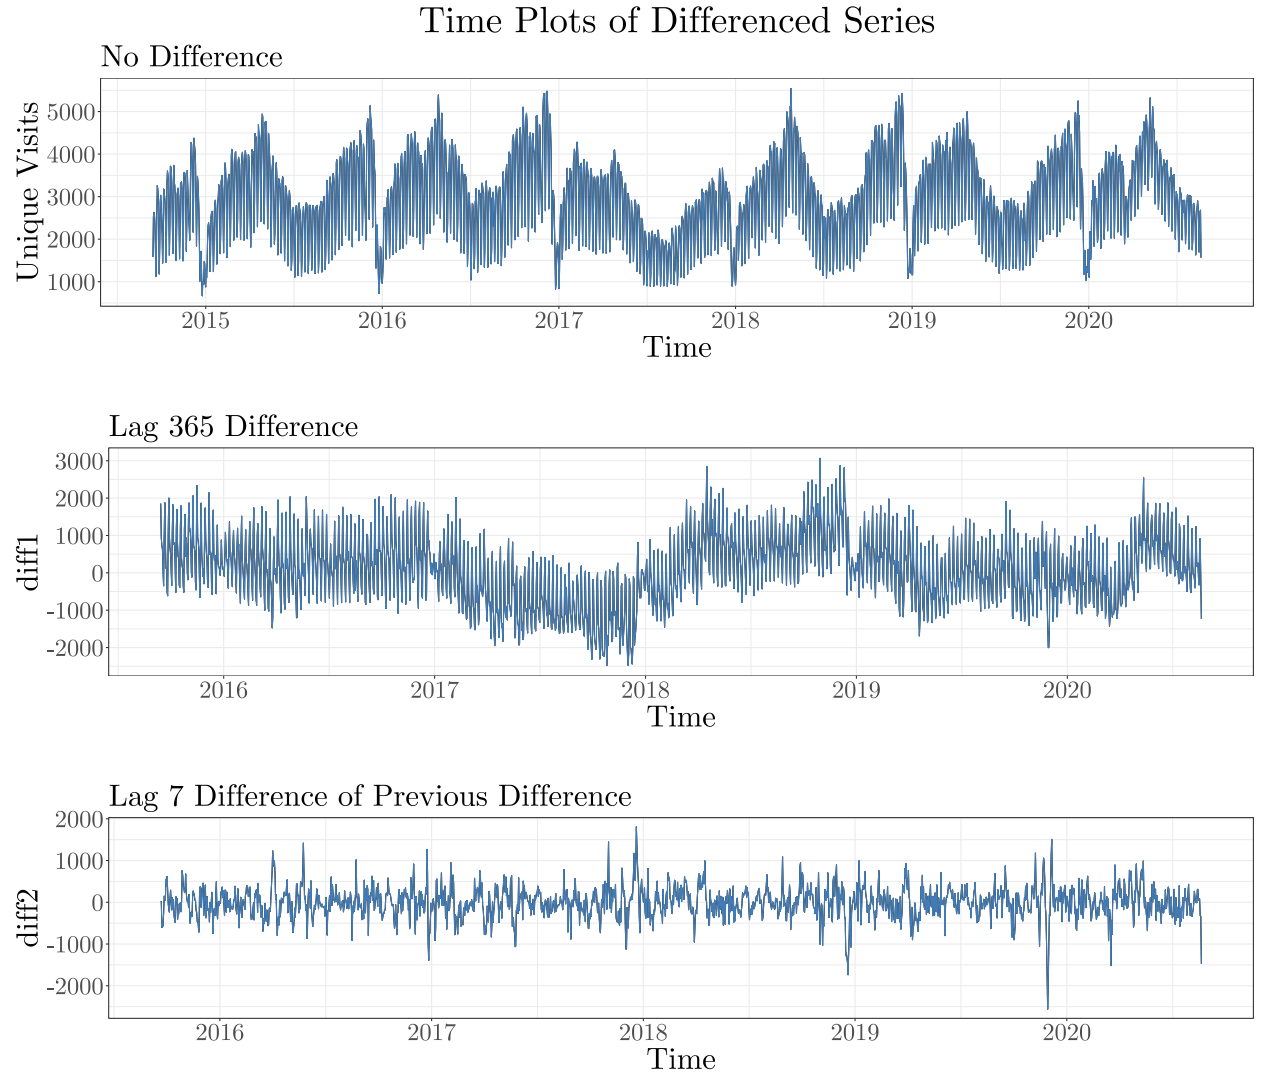 Time Plots of Differenced Series
No Difference
Unique Visits
5000
4000
3000
2000
1000
2015 2016 2017 2018 2019 2020
Time
Lag 365 Difference
diff1
3000
2000
1000
0
-1000
-2000
2016 2017 2018 2019 2020
Time
Lag 7 Difference of Previous Difference
diff2
2000
1000
0
-1000
-2000
2016 2017 2018 2019 2020
Time